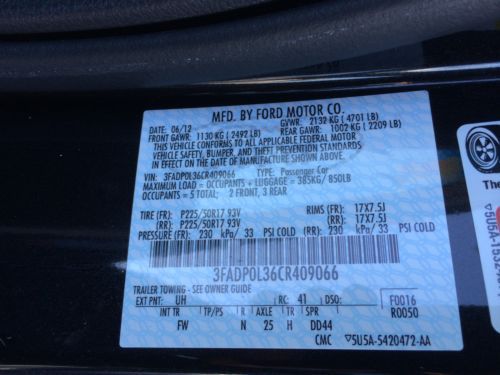 MFD. BY FORD MOTOR CO.
DATE: 06/12 GVWR: 2132 KG ( 4701 LB)
FRONT GAWR: 1130 KG ( 2492 LB) REAR GAWR: 1002 KG ( 2209 LB)
THIS VEHICLE CONFORMS TO ALL APPLICABLE FEDERAL MOTOR
VEHICLE SAFETY, BUMPER, AND THEFT PREVENTION STANDARDS
IN EFFECT ON THE DATE OF MANUFACTURE SHOWN ABOVE.
VIN: 3FADP0L36CR409066 TYPE: Passenger Car
MAXIMUM LOAD = OCCUPANTS + LUGGAGE = 385KG/850LB
OCCUPANTS = 5 TOTAL; 2 FRONT, 3 REAR
TIRE (FR): P225/50R17 93V RIMS (FR): 17X7.5J
(RR): P225/50R17 93V (RR): 17X7.5J
PRESSURE (FR): 230 kPa/ 33 PSI COLD (RR): 230 kPa/ 33 PSI COLD
3FADP0L36CR409066
TRAILER TOWING - SEE OWNER GUIDE
EXT PNT: UH RC: 41 F0016
INT TR TP/PS R AXLE TR R0050
FW N 25 H DD44
CMC ▽5U5A-5420472-AA
The